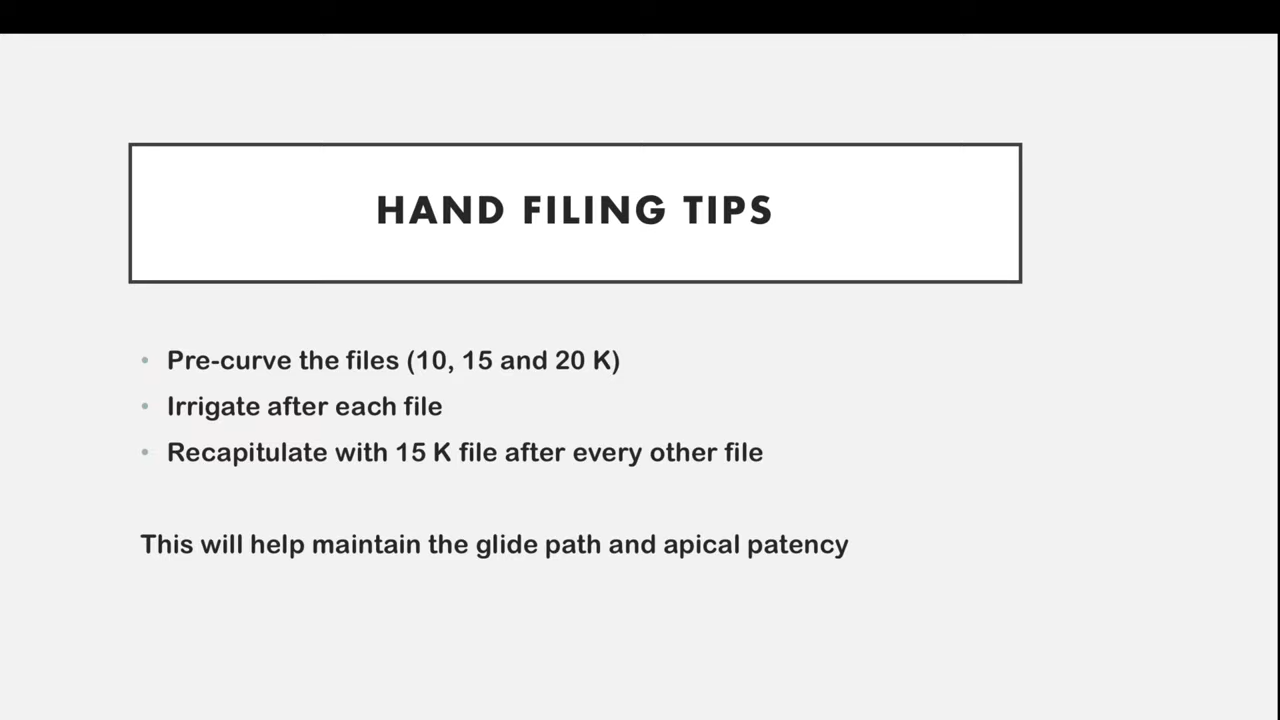 HAND FILING TIPS
• Pre-curve the files (10, 15 and 20 K)
• Irrigate after each file
• Recapitulate with 15 K file after every other file
This will help maintain the glide path and apical patency